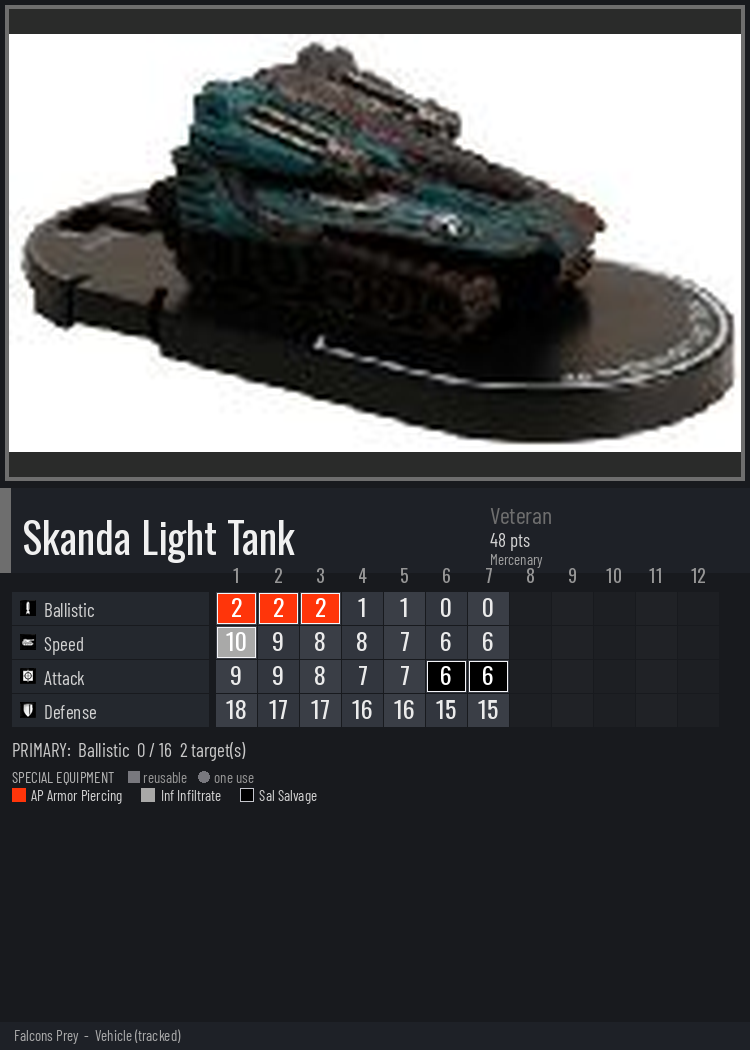 Skanda Light Tank
Veteran
48 pts
Mercenary
1 2 3 4 5 6 7 8 9 10 11 12
Ballistic 2 2 2 1 1 0 0
Speed 10 9 8 8 7 6 6
Attack 9 9 8 7 7 6 6
Defense 18 17 17 16 16 15 15
PRIMARY: Ballistic 0 / 16 2 target(s)
SPECIAL EQUIPMENT reusable one use
AP Armor Piercing Inf Infiltrate Sal Salvage
Falcons Prey - Vehicle (tracked)